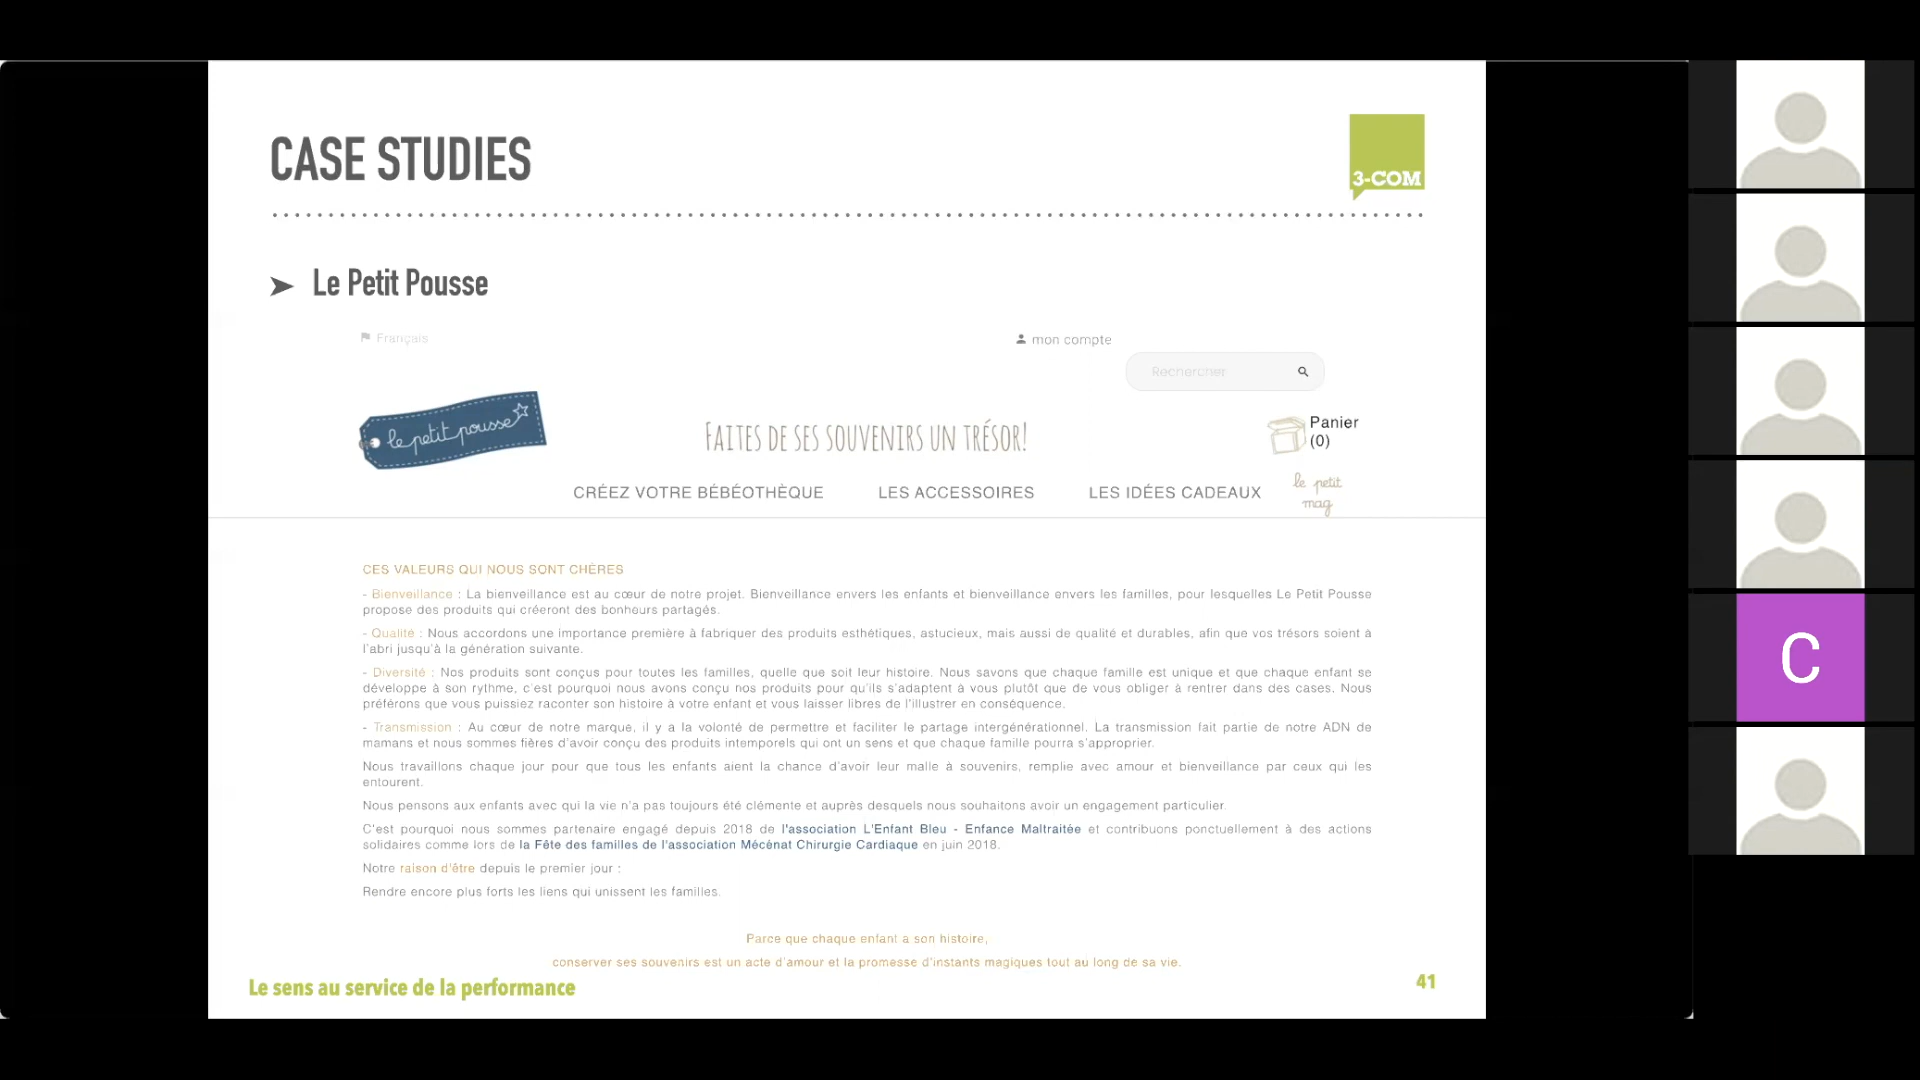 CASE STUDIES
3-COM
Le Petit Pousse
Français
mon compte
Rechercher
le petit pousse
FAITES DE SES SOUVENIRS UN TRÉSOR!
Panier
(0)
CRÉEZ VOTRE BÉBÉOTHÈQUE
LES ACCESSOIRES
LES IDÉES CADEAUX
le petit
mag
CES VALEURS QUI NOUS SONT CHÈRES
- Bienveillance : La bienveillance est au cœur de notre projet. Bienveillance envers les enfants et bienveillance envers les familles, pour lesquelles Le Petit Pousse
propose des produits qui créeront des bonheurs partagés.
- Qualité : Nous accordons une importance première à fabriquer des produits esthétiques, astucieux, mais aussi de qualité et durables, afin que vos trésors soient à
l'abri jusqu'à la génération suivante.
- Diversité : Nos produits sont conçus pour toutes les familles, quelle que soit leur histoire. Nous savons que chaque famille est unique et que chaque enfant se
développe à son rythme, c'est pourquoi nous avons conçu nos produits pour qu'ils s'adaptent à vous plutôt que de vous obliger à rentrer dans des cases. Nous
préférons que vous puissiez raconter son histoire à votre enfant et vous laisser libres de l'illustrer en conséquence.
- Transmission : Au cœur de notre marque, il y a la volonté de permettre et faciliter le partage intergénérationnel. La transmission fait partie de notre ADN de
mamans et nous sommes fières d'avoir conçu des produits intemporels qui ont un sens et que chaque famille pourra s'approprier.
Nous travaillons chaque jour pour que tous les enfants aient la chance d'avoir leur malle à souvenirs, remplie avec amour et bienveillance par ceux qui les
entourent.
Nous pensons aux enfants avec qui la vie n'a pas toujours été clémente et auprès desquels nous souhaitons avoir un engagement particulier.
C'est pourquoi nous sommes partenaire engagé depuis 2018 de l'association L'Enfant Bleu - Enfance Maltraitée et contribuons ponctuellement à des actions
solidaires comme lors de la Fête des familles de l'association Mécénat Chirurgie Cardiaque en juin 2018.
Notre raison d'être depuis le premier jour :
Rendre encore plus forts les liens qui unissent les familles.
Parce que chaque enfant a son histoire,
conserver ses souvenirs est un acte d'amour et la promesse d'instants magiques tout au long de sa vie.
Le sens au service de la performance
41
C